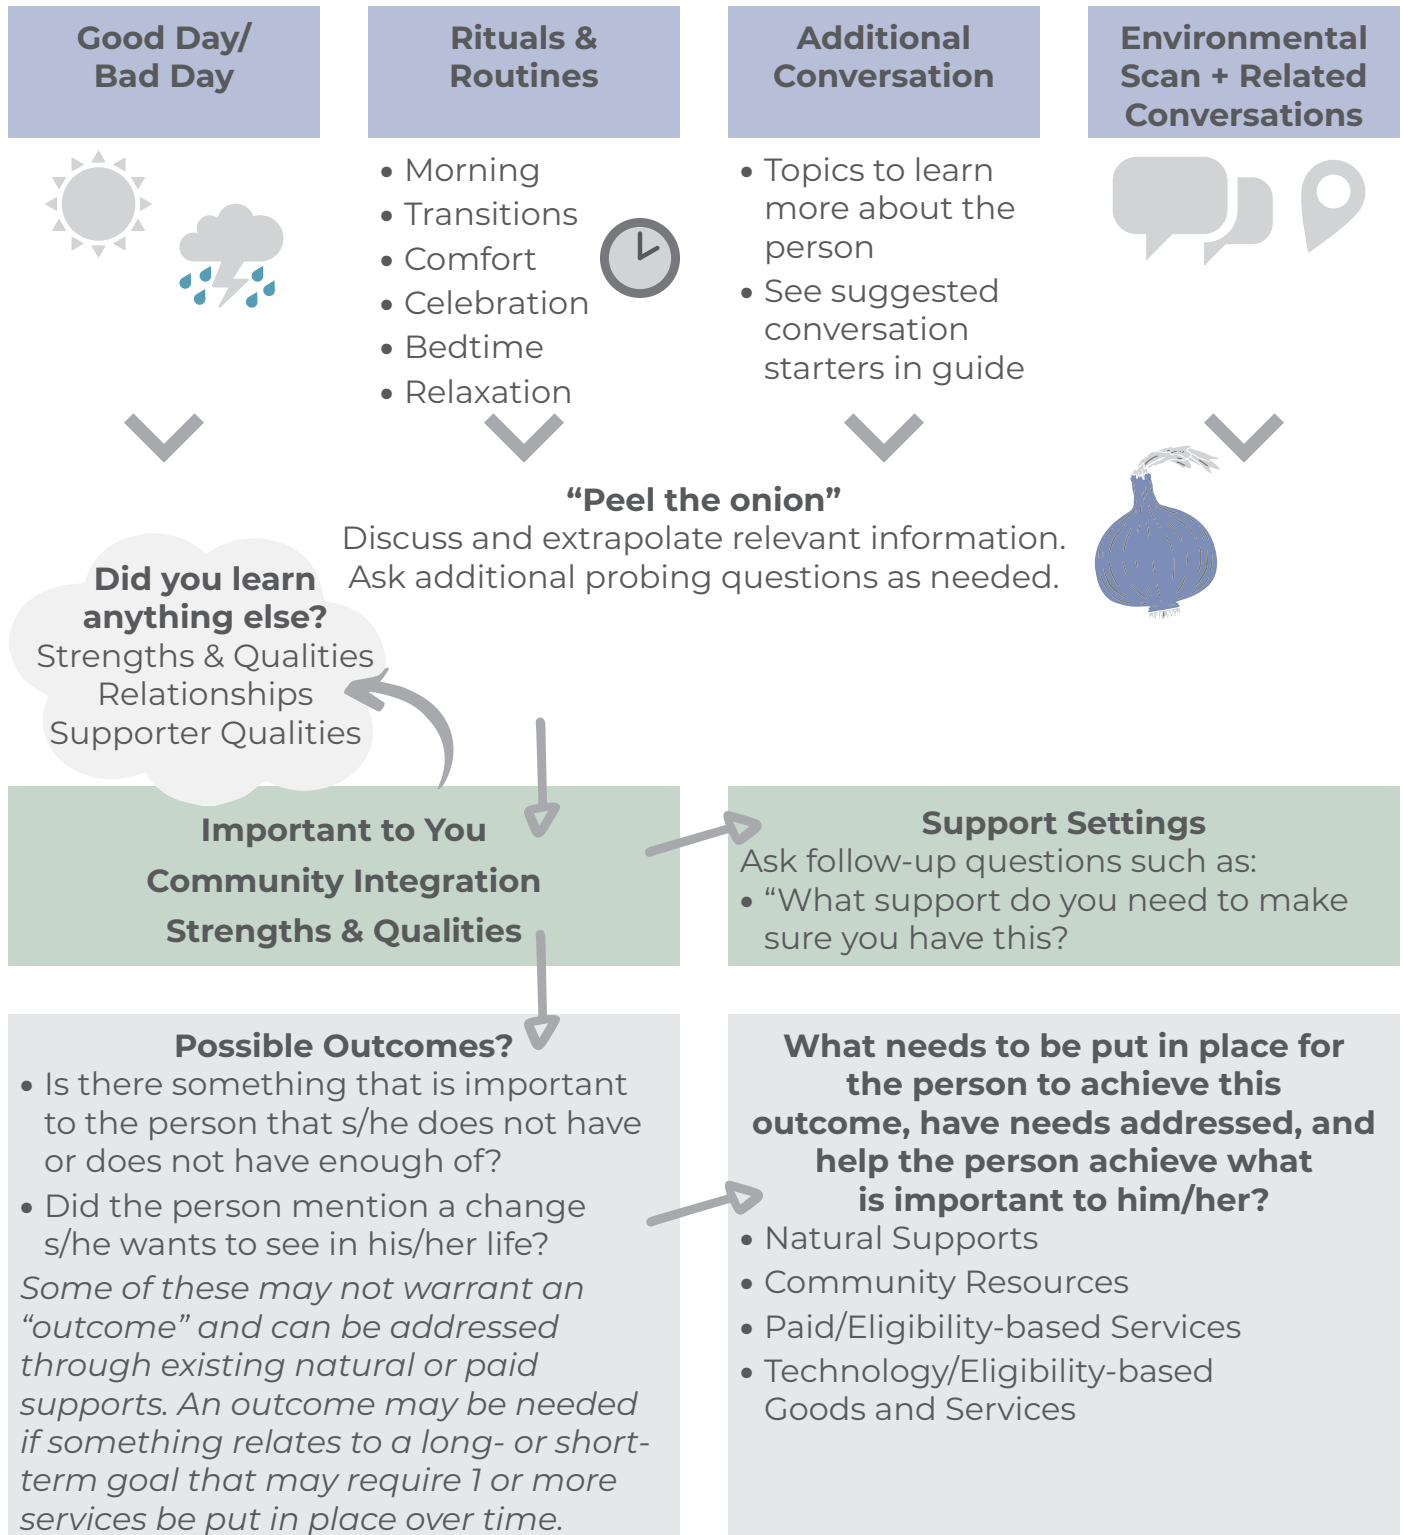 Good Day/
Bad Day
Rituals &
Routines
Additional
Conversation
Environmental
Scan + Related
Conversations
• Morning
• Transitions
• Comfort
• Celebration
• Bedtime
• Relaxation
• Topics to learn
more about the
person
• See suggested
conversation
starters in guide
“Peel the onion”
Discuss and extrapolate relevant information.
Ask additional probing questions as needed.
Did you learn
anything else?
Strengths & Qualities
Relationships
Supporter Qualities
Important to You
Community Integration
Strengths & Qualities
Support Settings
Ask follow-up questions such as:
• “What support do you need to make
sure you have this?
Possible Outcomes?
• Is there something that is important
to the person that s/he does not have
or does not have enough of?
• Did the person mention a change
s/he wants to see in his/her life?
Some of these may not warrant an
“outcome” and can be addressed
through existing natural or paid
supports. An outcome may be needed
if something relates to a long- or short-
term goal that may require 1 or more
services be put in place over time.
What needs to be put in place for
the person to achieve this
outcome, have needs addressed, and
help the person achieve what
is important to him/her?
• Natural Supports
• Community Resources
• Paid/Eligibility-based Services
• Technology/Eligibility-based
Goods and Services